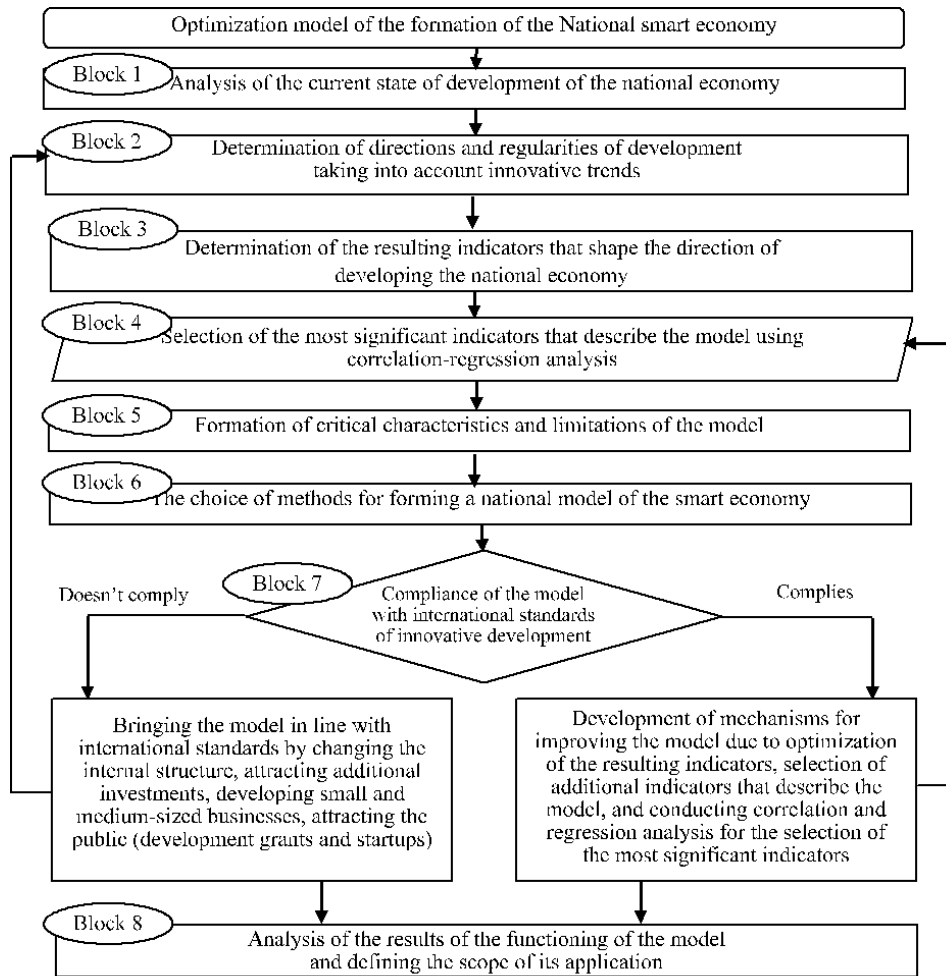 Optimization model of the formation of the National smart economy
Block 1
Analysis of the current state of development of the national economy
Block 2
Determination of directions and regularities of development
taking into account innovative trends
Block 3
Determination of the resulting indicators that shape the direction of
developing the national economy
Block 4
Selection of the most significant indicators that describe the model using
correlation-regression analysis
Block 5
Formation of critical characteristics and limitations of the model
Block 6
The choice of methods for forming a national model of the smart economy
Block 7
Doesn't comply
Compliance of the model
with international standards
of innovative development
Complies
Bringing the model in line with
international standards by changing the
internal structure, attracting additional
investments, developing small and
medium-sized businesses, attracting the
public (development grants and startups)
Development of mechanisms for
improving the model due to optimization
of the resulting indicators, selection of
additional indicators that describe the
model, and conducting correlation and
regression analysis for the selection of
the most significant indicators
Block 8
Analysis of the results of the functioning of the model
and defining the scope of its application